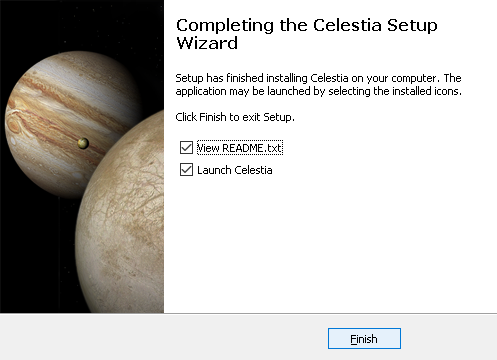 Completing the Celestia Setup
Wizard
Setup has finished installing Celestia on your computer. The
application may be launched by selecting the installed icons.
Click Finish to exit Setup.
View README.txt
Launch Celestia
Finish